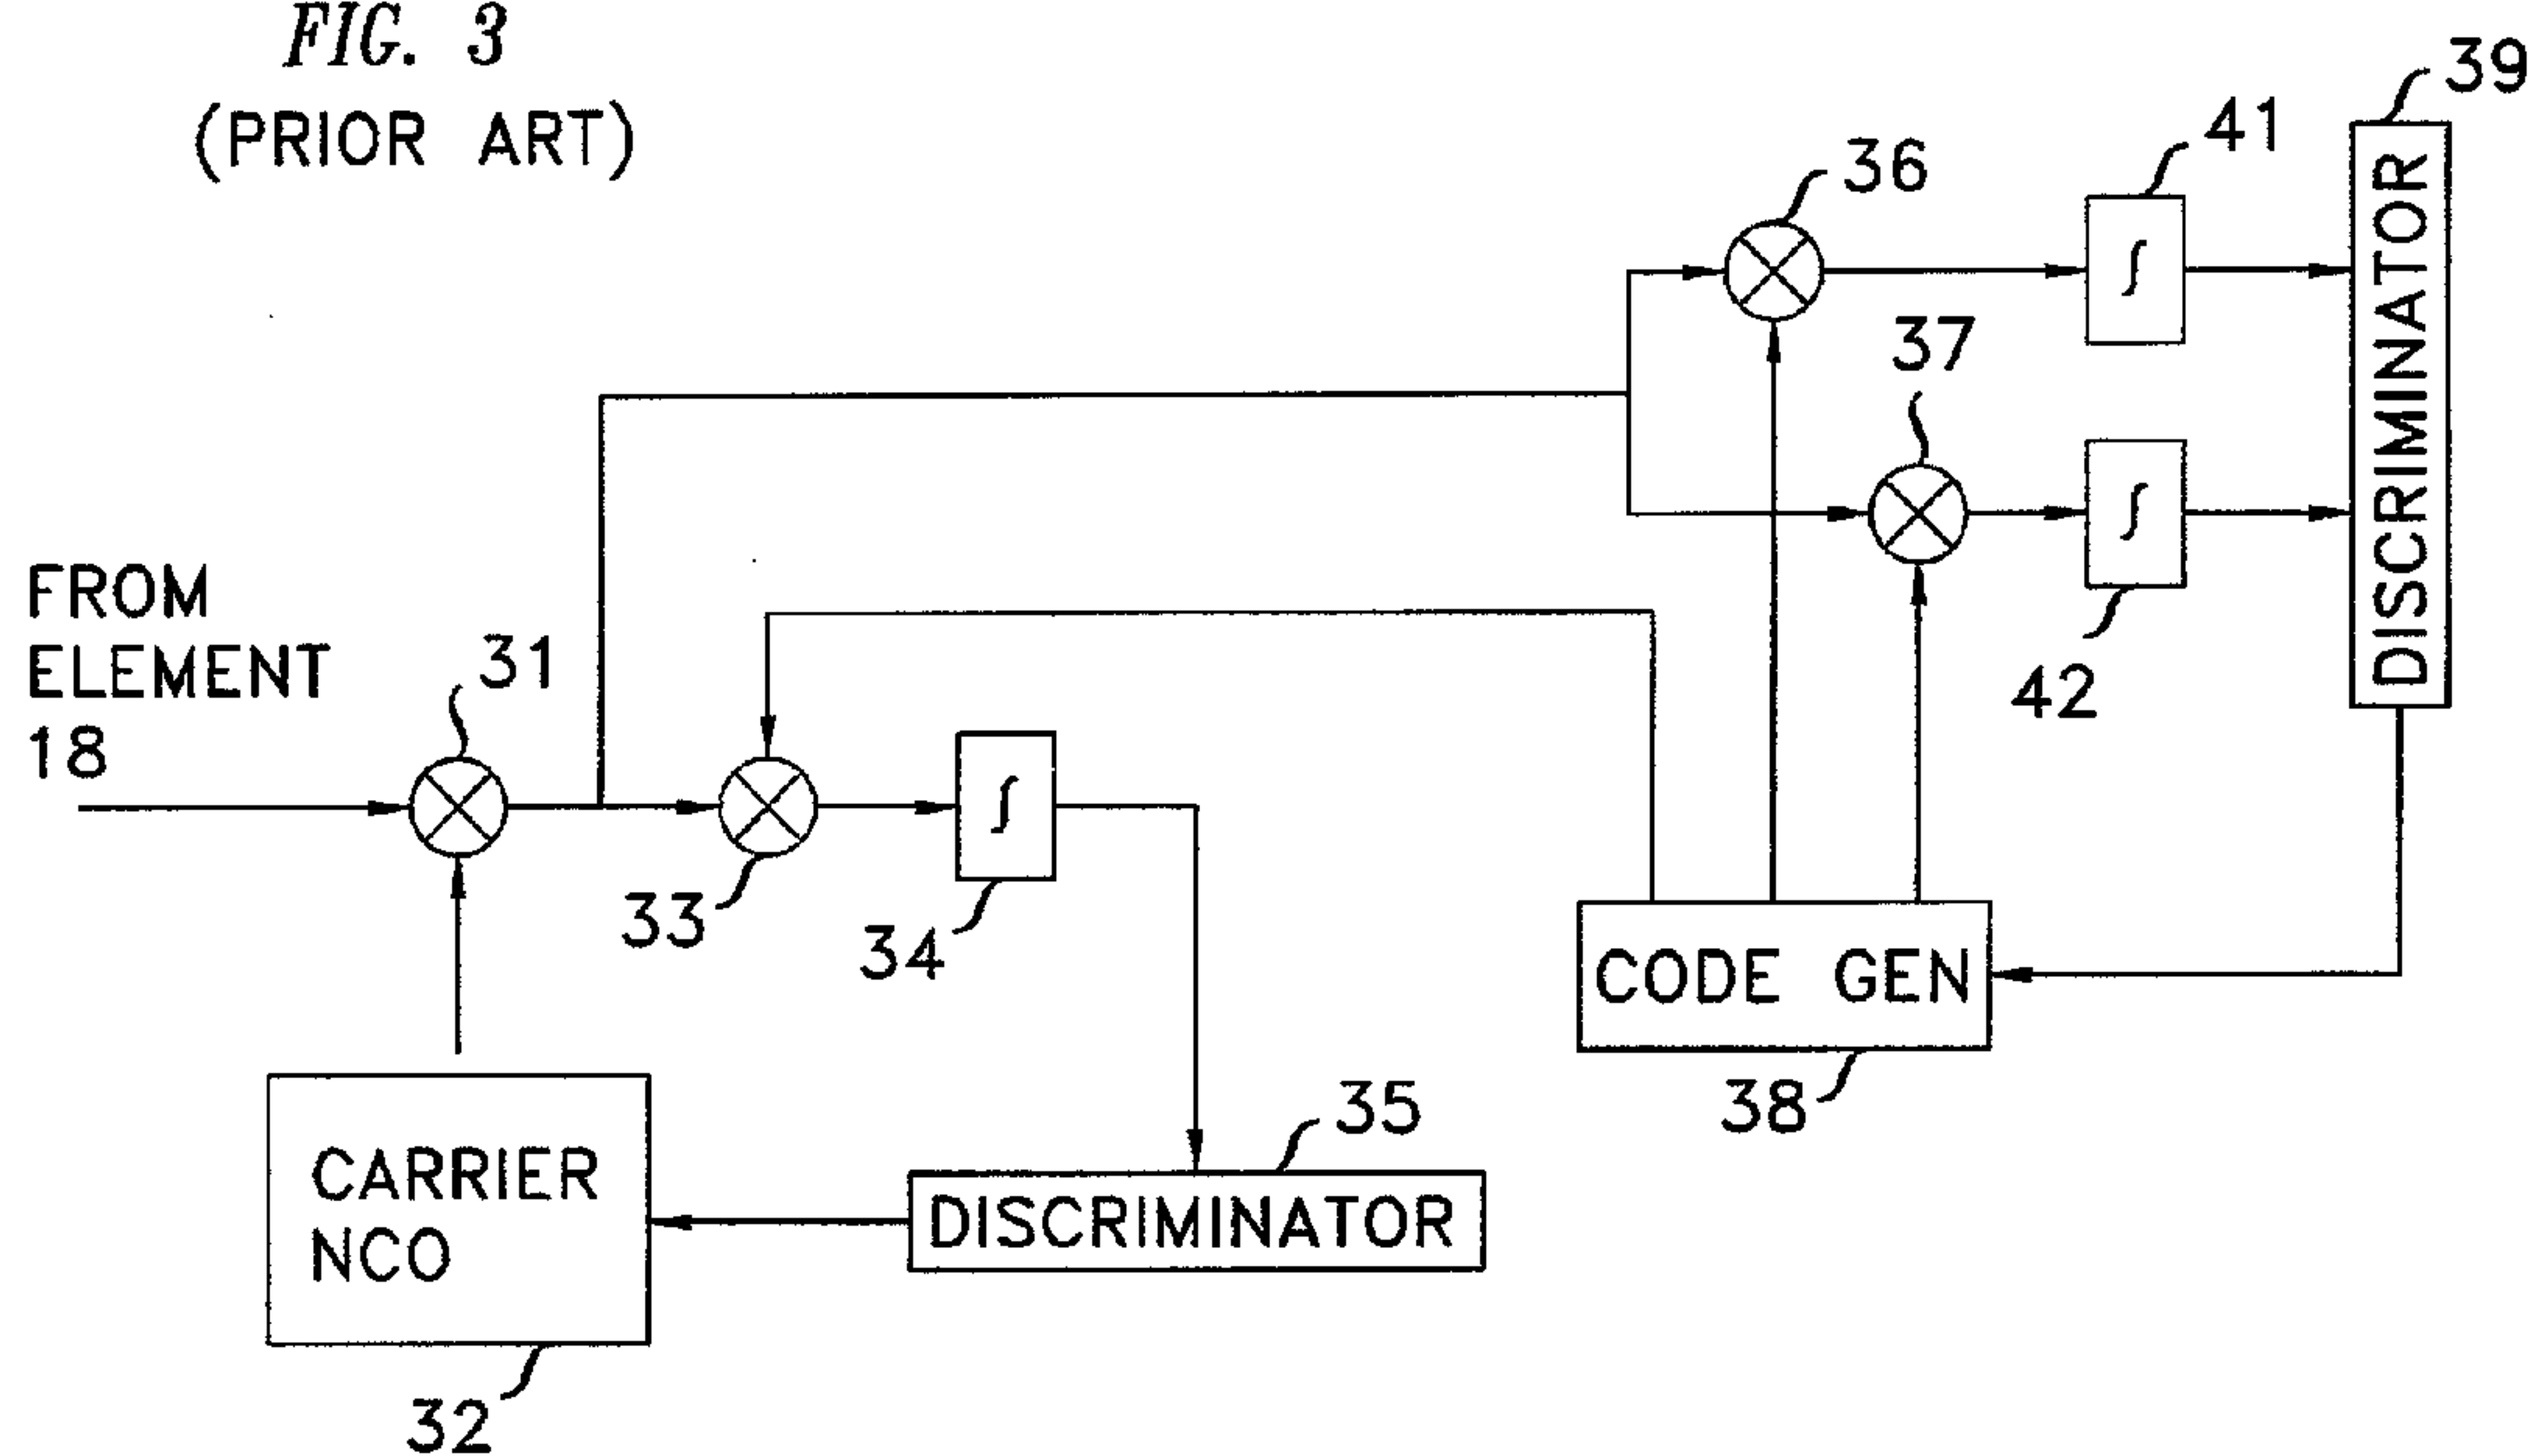 FIG. 3
(PRIOR ART)
39
41
36
37
DISCRIMINATOR
FROM
ELEMENT
18
31
42
33
34
CODE GEN
38
35
DISCRIMINATOR
CARRIER
NCO
32
∫
∫
∫